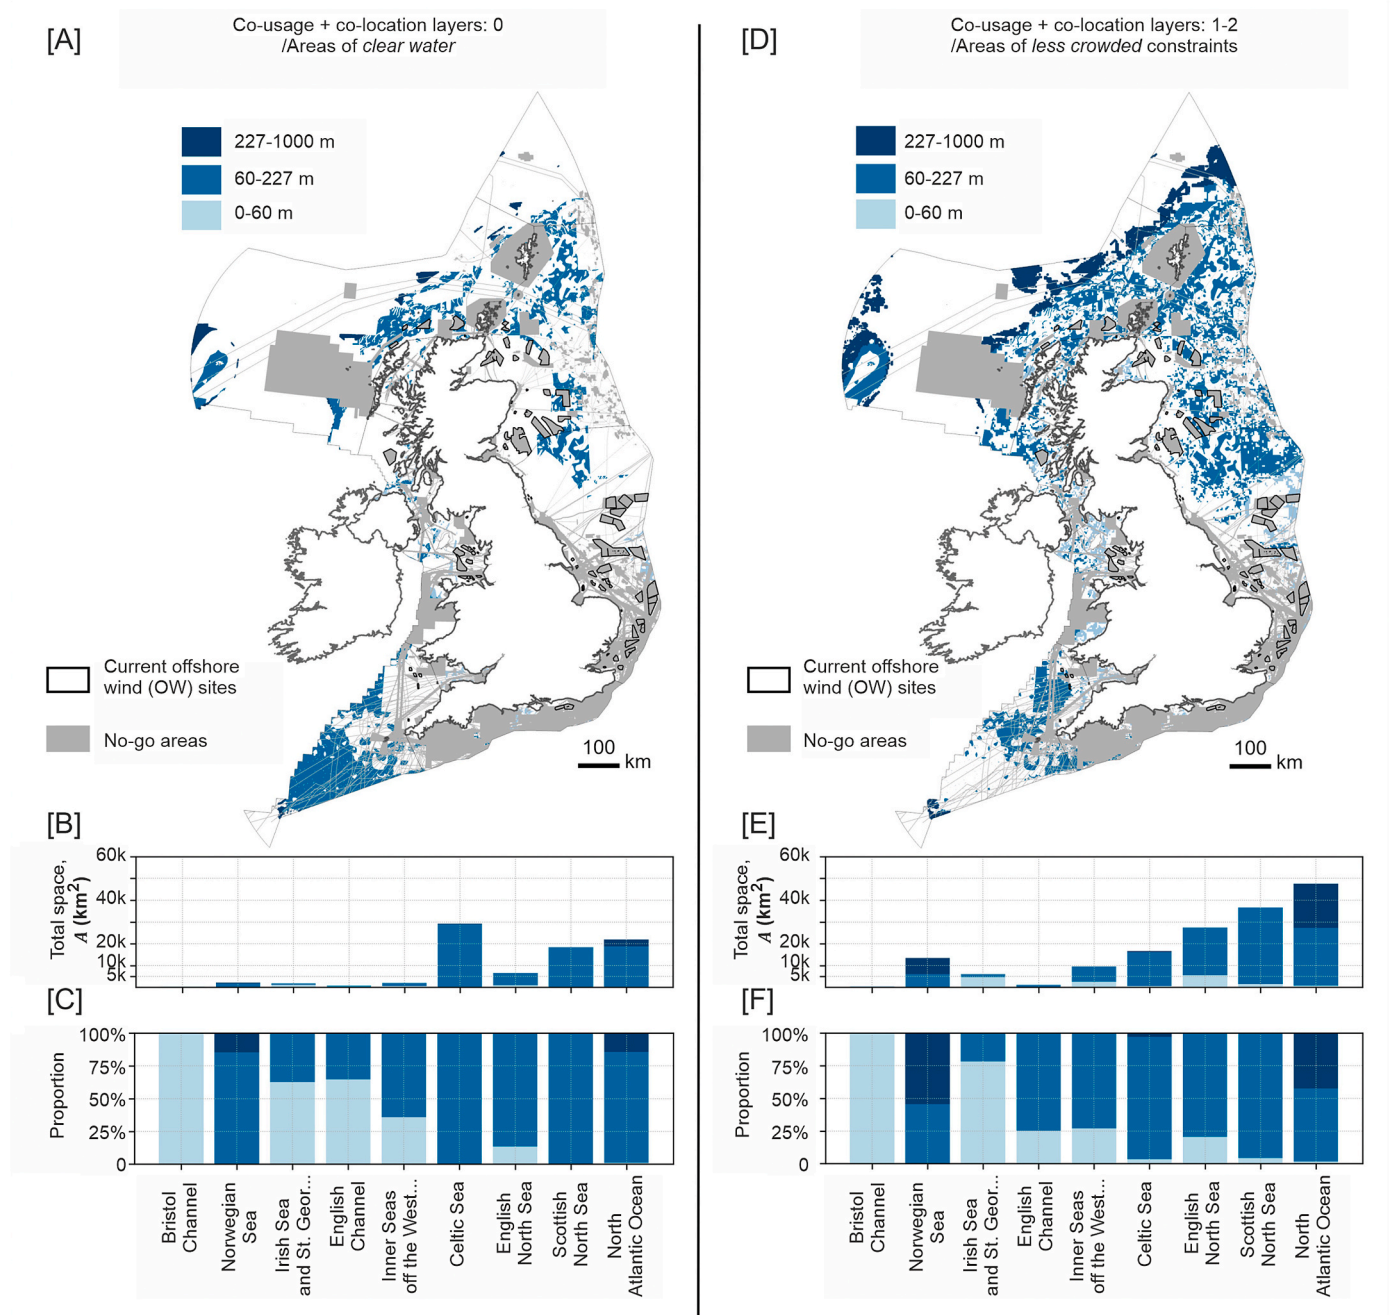 [A]
Co-usage + co-location layers: 0
/Areas of clear water
227-1000 m
60-227 m
0-60 m
Current offshore
wind (OW) sites
No-go areas
100
km
[B]
Total space,
A (km²)
60k
40k
20k
10k
5k
[C]
Proportion
100%
75%
50%
25%
0
Bristol
Channel
Norwegian
Sea
Irish Sea
and St. Geor...
English
Channel
Inner Seas
off the West...
Celtic Sea
English
North Sea
Scottish
North Sea
North
Atlantic Ocean
[D]
Co-usage + co-location layers: 1-2
/Areas of less crowded constraints
227-1000 m
60-227 m
0-60 m
Current offshore
wind (OW) sites
No-go areas
100
km
[E]
Total space,
A (km²)
60k
40k
20k
10k
5k
[F]
Proportion
100%
75%
50%
25%
0
Bristol
Channel
Norwegian
Sea
Irish Sea
and St. Geor...
English
Channel
Inner Seas
off the West...
Celtic Sea
English
North Sea
Scottish
North Sea
North
Atlantic Ocean